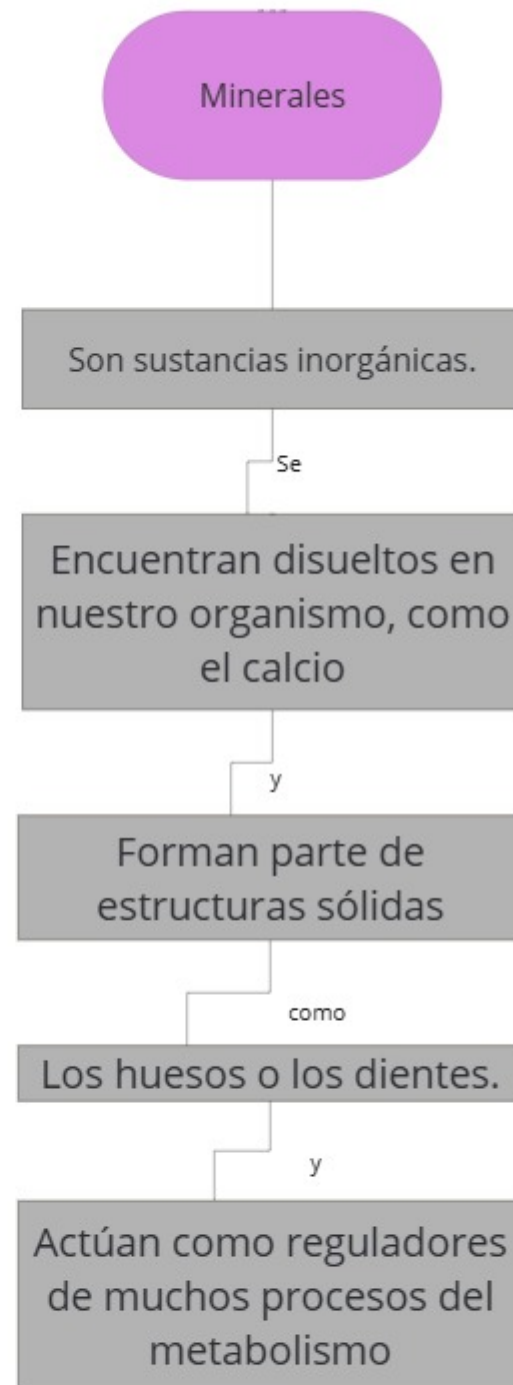 Minerales
Son sustancias inorgánicas.
Se
Encuentran disueltos en
nuestro organismo, como
el calcio
y
Forman parte de
estructuras sólidas
como
Los huesos o los dientes.
y
Actúan como reguladores
de muchos procesos del
metabolismo